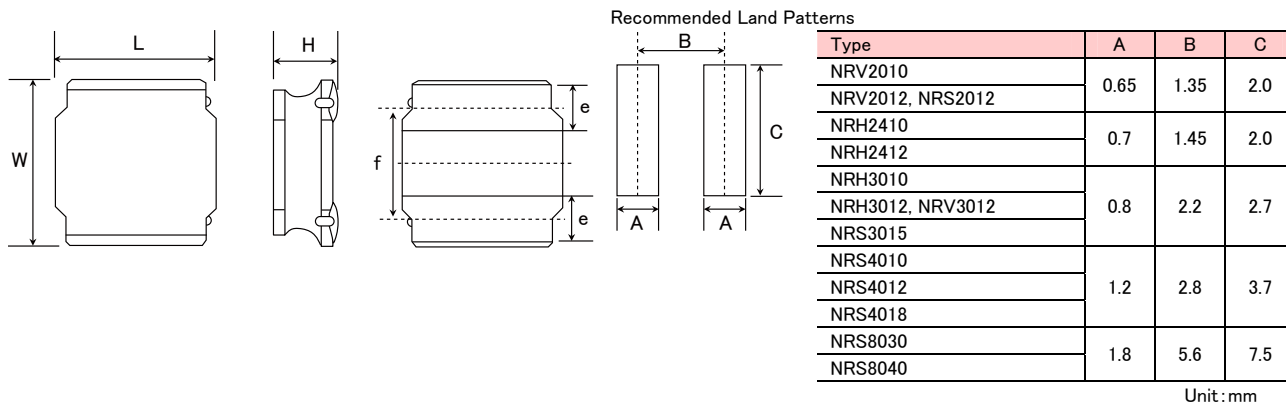 Recommended Land Patterns
L
W
H
e
f
e
B
C
A A
Type A B C
NRV2010 0.65 1.35 2.0
NRV2012, NRS2012
NRH2410 0.7 1.45 2.0
NRH2412
NRH3010 0.8 2.2 2.7
NRH3012, NRV3012
NRS3015
NRS4010 1.2 2.8 3.7
NRS4012
NRS4018
NRS8030 1.8 5.6 7.5
NRS8040
Unit:mm